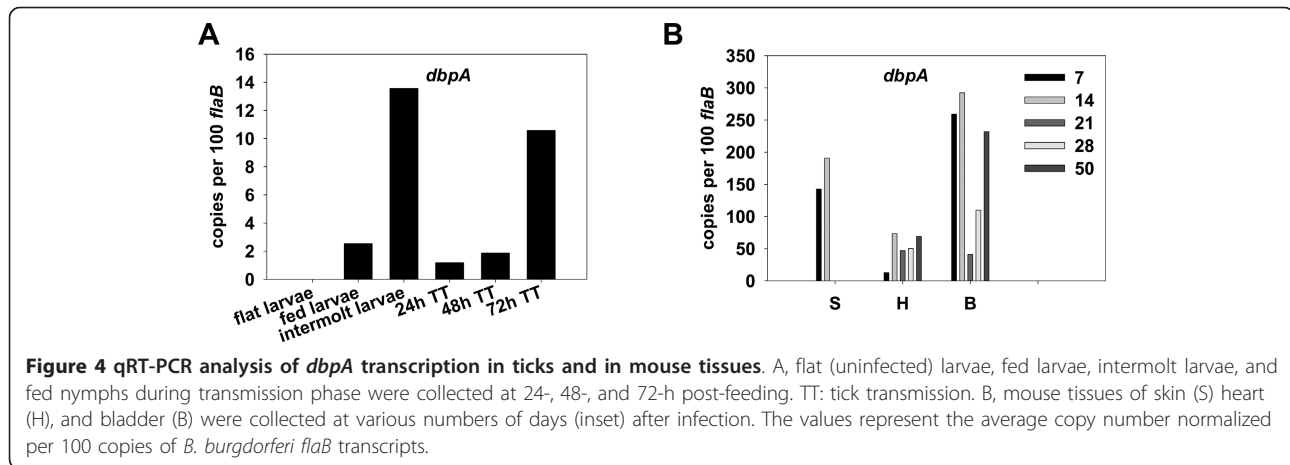 A
dbpA
copies per 100 flaB
16
14
12
10
8
6
4
2
0
flat larvae
fed larvae
intermolt larvae
24h TT
48h TT
72h TT
B
dbpA
copies per 100 flaB
350
300
250
200
150
100
50
0
S
H
B
7
14
21
28
50
Figure 4 qRT-PCR analysis of dbpA transcription in ticks and in mouse tissues. A, flat (uninfected) larvae, fed larvae, intermolt larvae, and
fed nymphs during transmission phase were collected at 24-, 48-, and 72-h post-feeding. TT: tick transmission. B, mouse tissues of skin (S) heart
(H), and bladder (B) were collected at various numbers of days (inset) after infection. The values represent the average copy number normalized
per 100 copies of B. burgdorferi flaB transcripts.